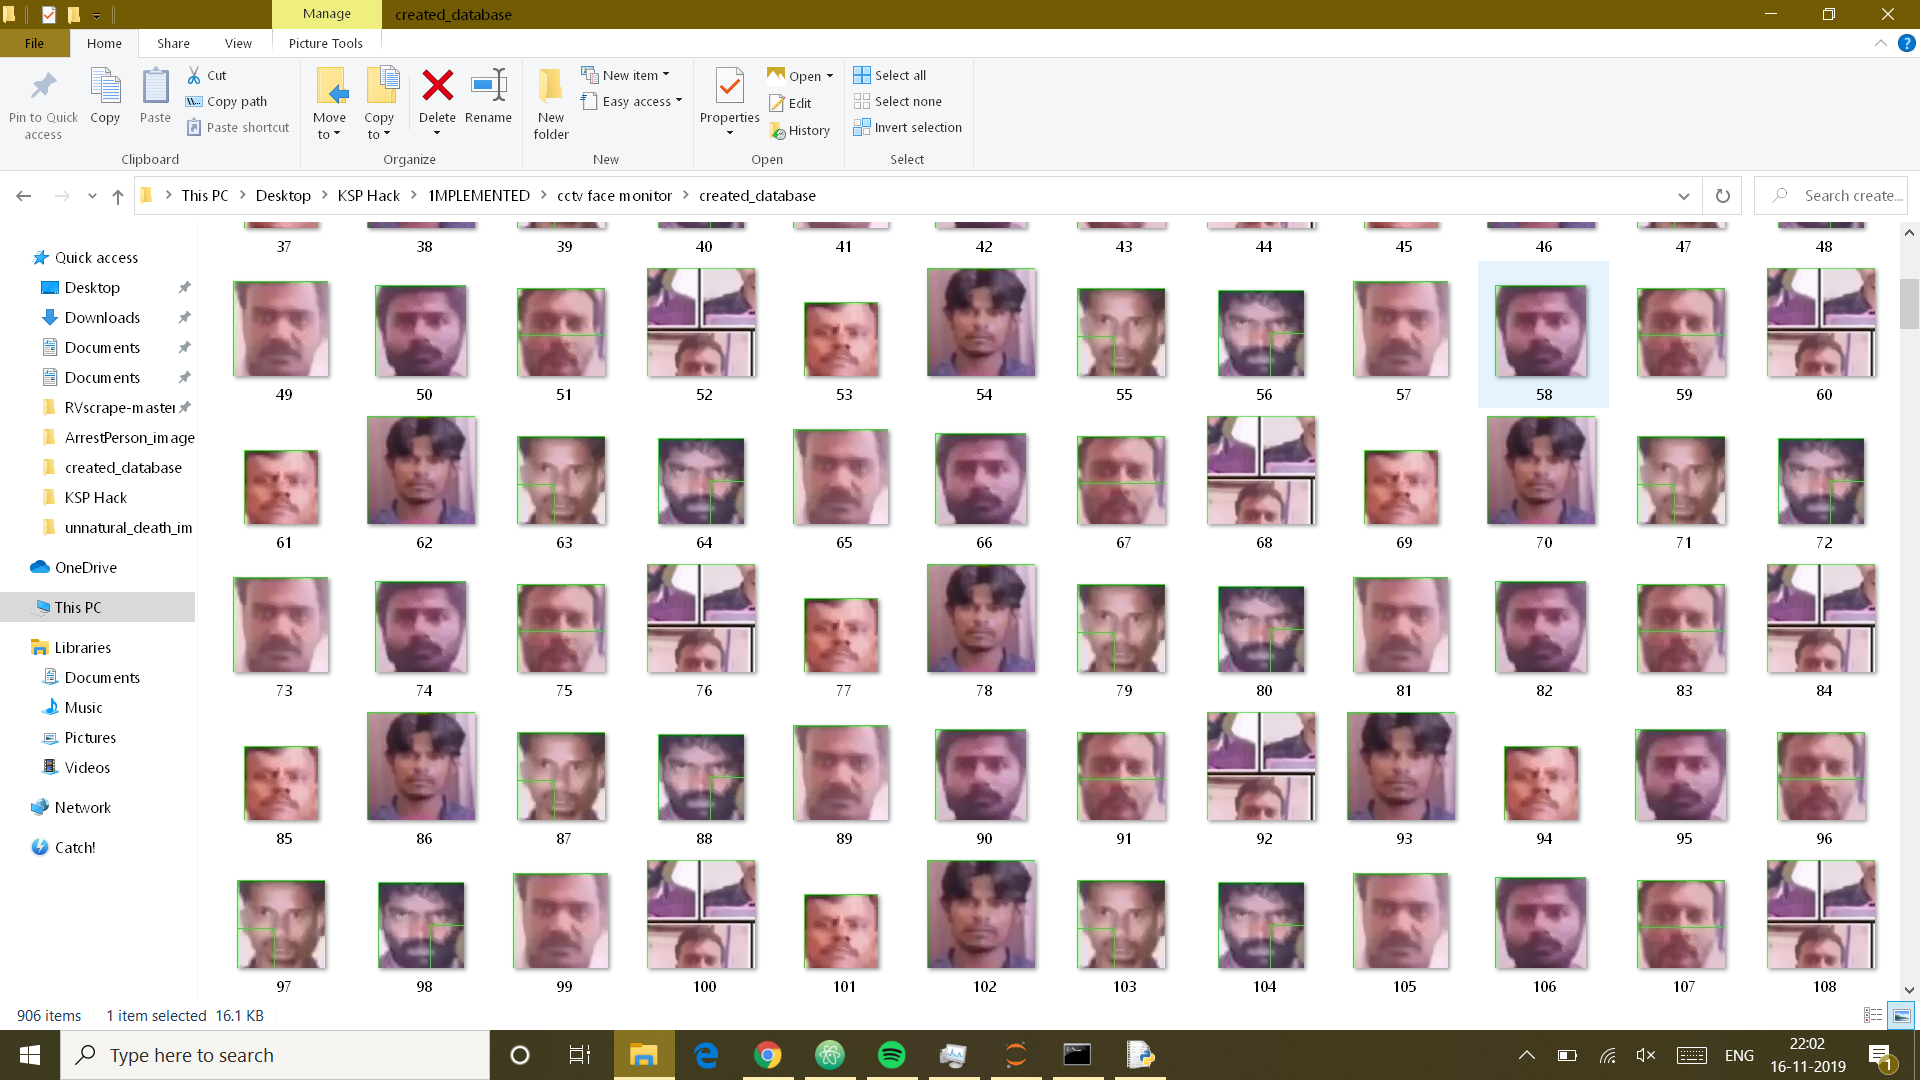 Manage
created_database
File
Home
Share
View
Picture Tools
Pin to Quick access
Copy
Paste
Cut
Copy path
Paste shortcut
Clipboard
Move to
Copy to
Delete
Rename
Organize
New folder
New item
Easy access
New
Properties
Open
Edit
History
Open
Select all
Select none
Invert selection
Select
This PC > Desktop > KSP Hack > 1MPLEMENTED > cctv face monitor > created_database
Search create...
Quick access
Desktop
Downloads
Documents
Documents
RVscrape-master
ArrestPerson_image
created_database
KSP Hack
unnatural_death_im
OneDrive
This PC
Libraries
Documents
Music
Pictures
Videos
Network
Catch!
37 38 39 40 41 42 43 44 45 46 47 48
49 50 51 52 53 54 55 56 57 58 59 60
61 62 63 64 65 66 67 68 69 70 71 72
73 74 75 76 77 78 79 80 81 82 83 84
85 86 87 88 89 90 91 92 93 94 95 96
97 98 99 100 101 102 103 104 105 106 107 108
906 items 1 item selected 16.1 KB
Type here to search
ENG
22:02
16-11-2019
1